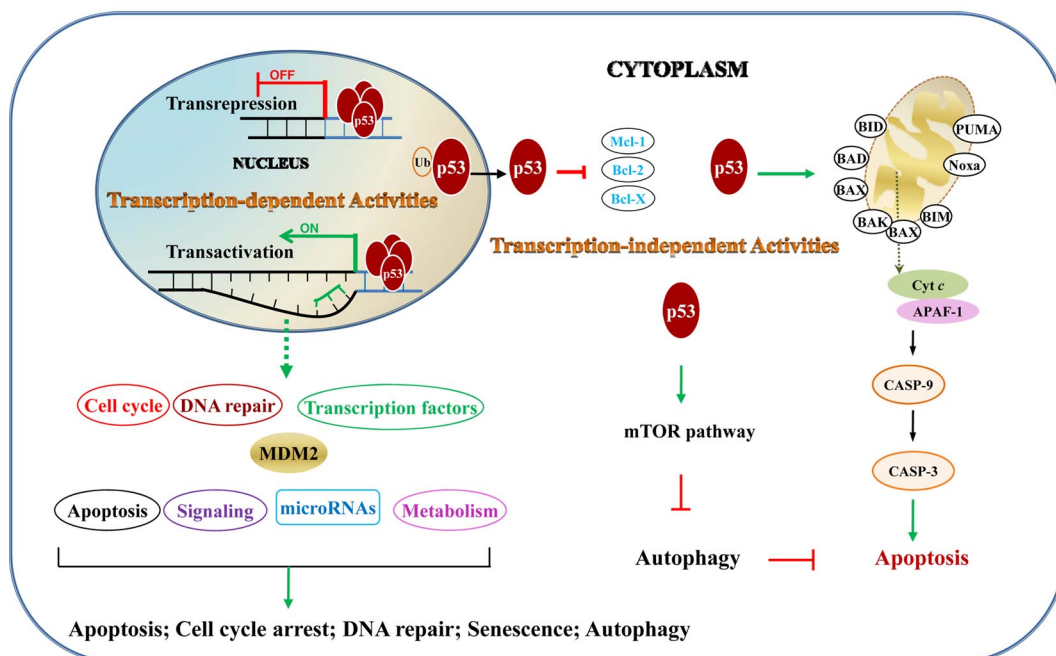 CYTOPLASM
OFF
Transrepression
p53
NUCLEUS
Transcription-dependent Activities
ON
Transactivation
p53
Ub
p53
p53
Mcl-1
Bcl-2
Bcl-X
p53
BID
BAD
BAX
BAK
BAX
BIM
Noxa
PUMA
Transcription-independent Activities
Cyt c
APAF-1
CASP-9
CASP-3
Apoptosis
p53
mTOR pathway
Autophagy
Cell cycle
DNA repair
Transcription factors
MDM2
Apoptosis
Signaling
microRNAs
Metabolism
Apoptosis; Cell cycle arrest; DNA repair; Senescence; Autophagy